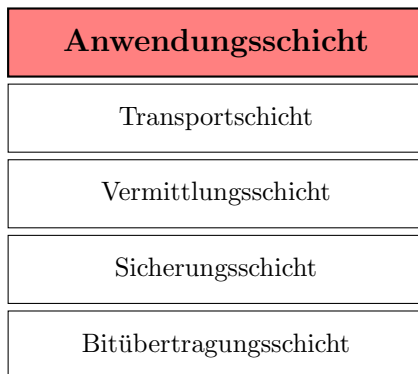 Anwendungsschicht
Transportschicht
Vermittlungsschicht
Sicherungsschicht
Bitübertragungsschicht